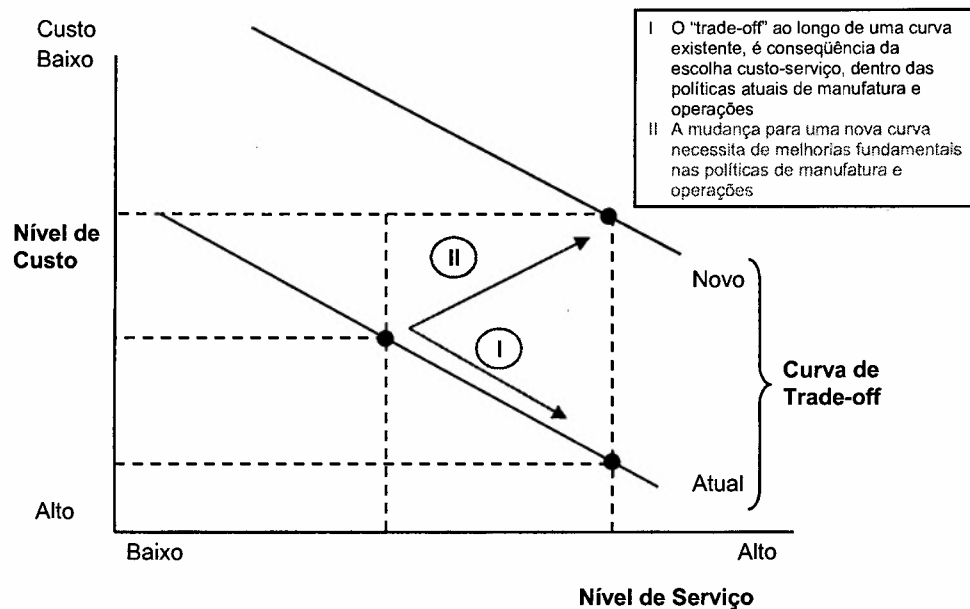 Custo
Baixo
I O "trade-off" ao longo de uma curva
existente, é conseqüência da
escolha custo-serviço, dentro das
políticas atuais de manufatura e
operações
II A mudança para uma nova curva
necessita de melhorias fundamentais
nas políticas de manufatura e
operações
Nível de
Custo
II
Novo
I
Curva de
Trade-off
Atual
Alto
Baixo
Alto
Nível de Serviço